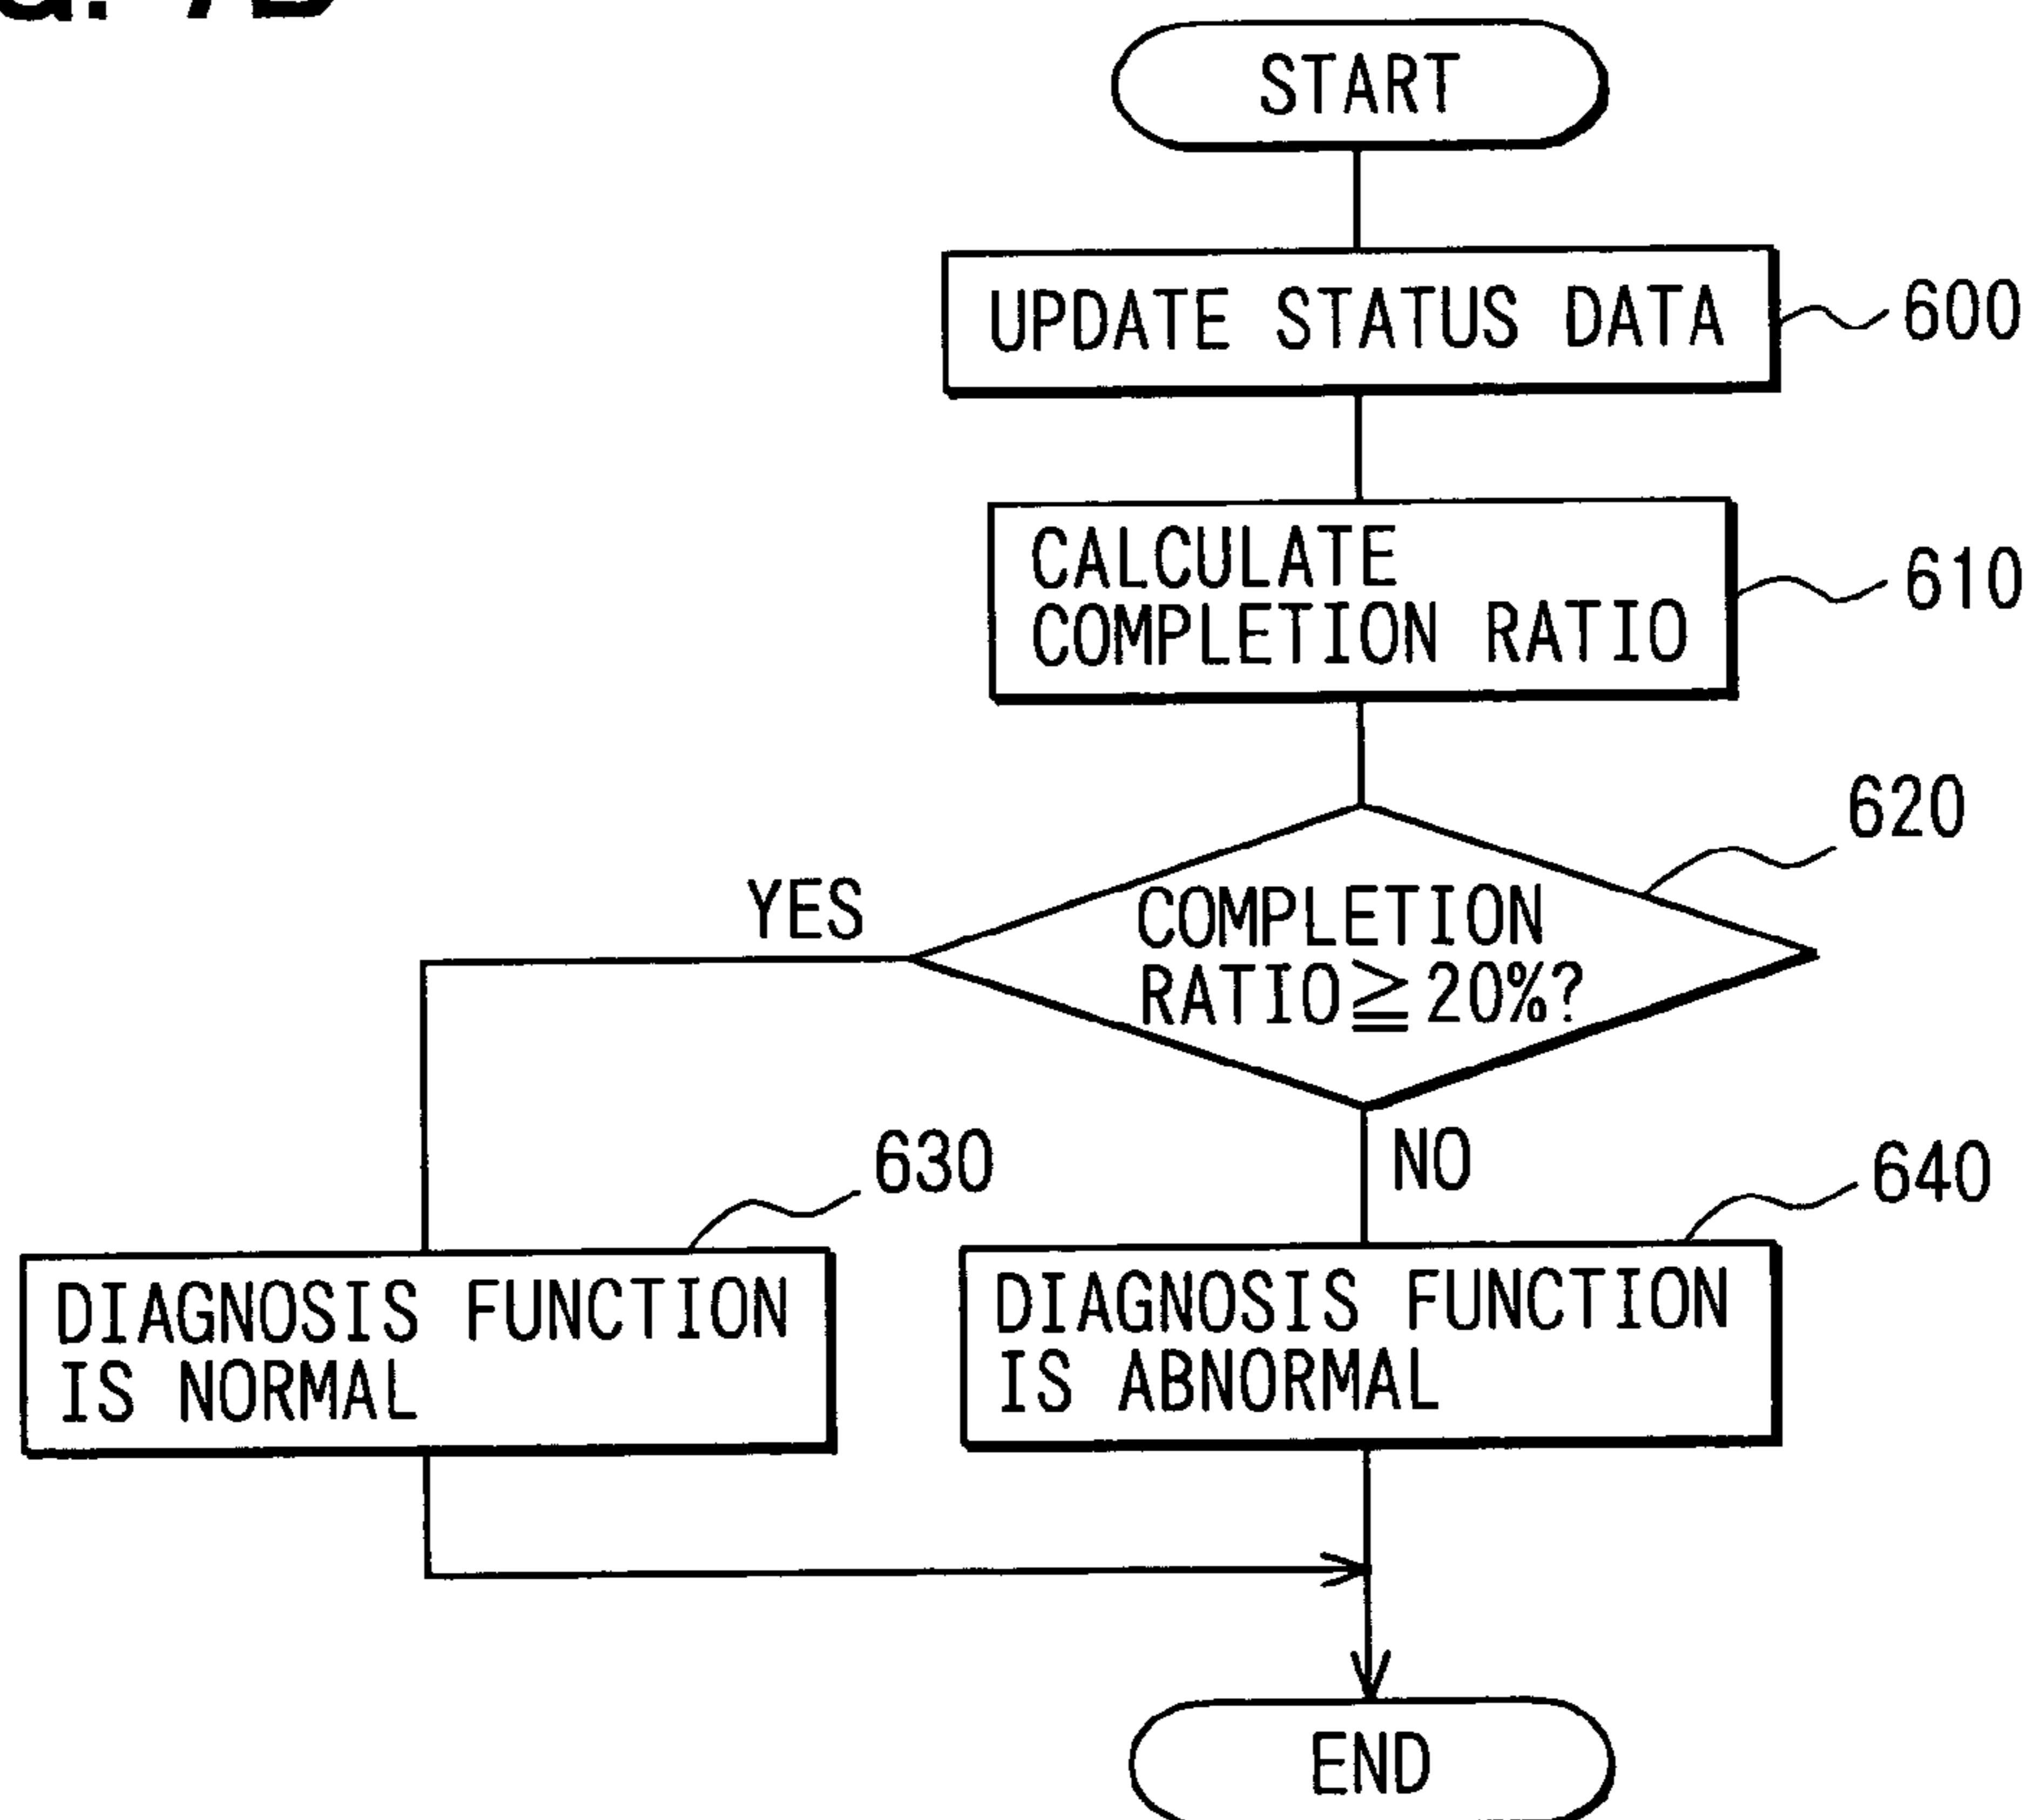 START
UPDATE STATUS DATA
600
CALCULATE
COMPLETION RATIO
610
620
YES
COMPLETION
RATIO≧20%?
NO
630
640
DIAGNOSIS FUNCTION
IS NORMAL
DIAGNOSIS FUNCTION
IS ABNORMAL
END